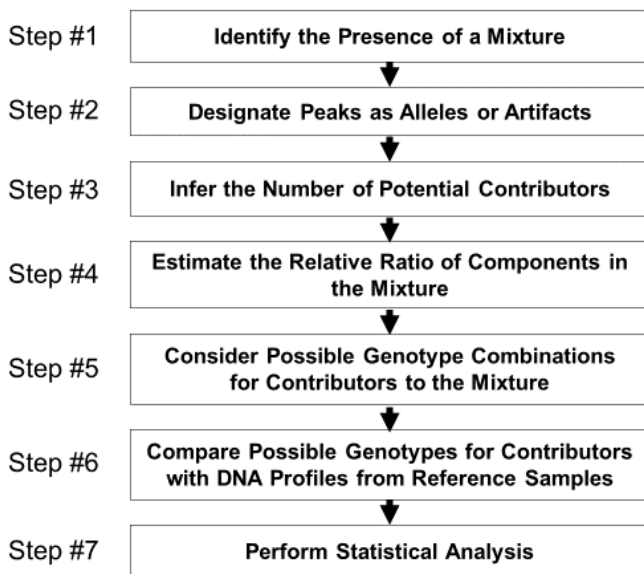 Step #1
Identify the Presence of a Mixture
Step #2
Designate Peaks as Alleles or Artifacts
Step #3
Infer the Number of Potential Contributors
Step #4
Estimate the Relative Ratio of Components in
the Mixture
Step #5
Consider Possible Genotype Combinations
for Contributors to the Mixture
Step #6
Compare Possible Genotypes for Contributors
with DNA Profiles from Reference Samples
Step #7
Perform Statistical Analysis